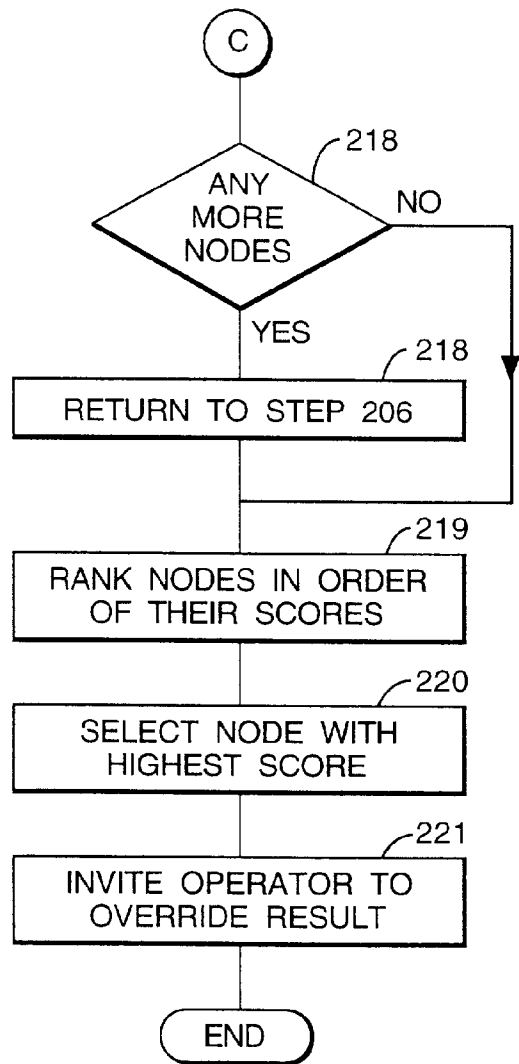 C
218
ANY
MORE
NODES
NO
YES
218
RETURN TO STEP 206
219
RANK NODES IN ORDER
OF THEIR SCORES
220
SELECT NODE WITH
HIGHEST SCORE
221
INVITE OPERATOR TO
OVERRIDE RESULT
END